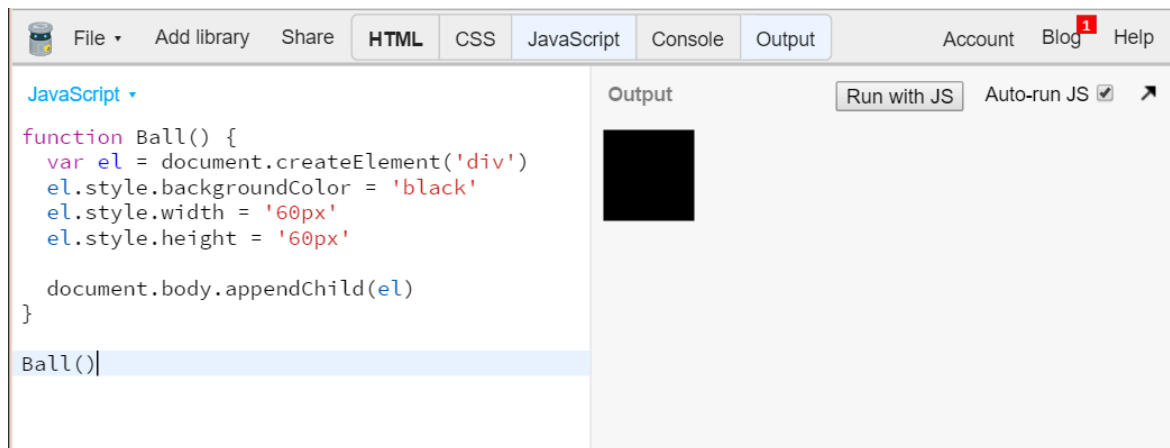 File ▾ Add library Share HTML CSS JavaScript Console Output Account Blog 1 Help
JavaScript ▾
function Ball() {
  var el = document.createElement('div')
  el.style.backgroundColor = 'black'
  el.style.width = '60px'
  el.style.height = '60px'

  document.body.appendChild(el)
}

Ball()
Output Run with JS Auto-run JS